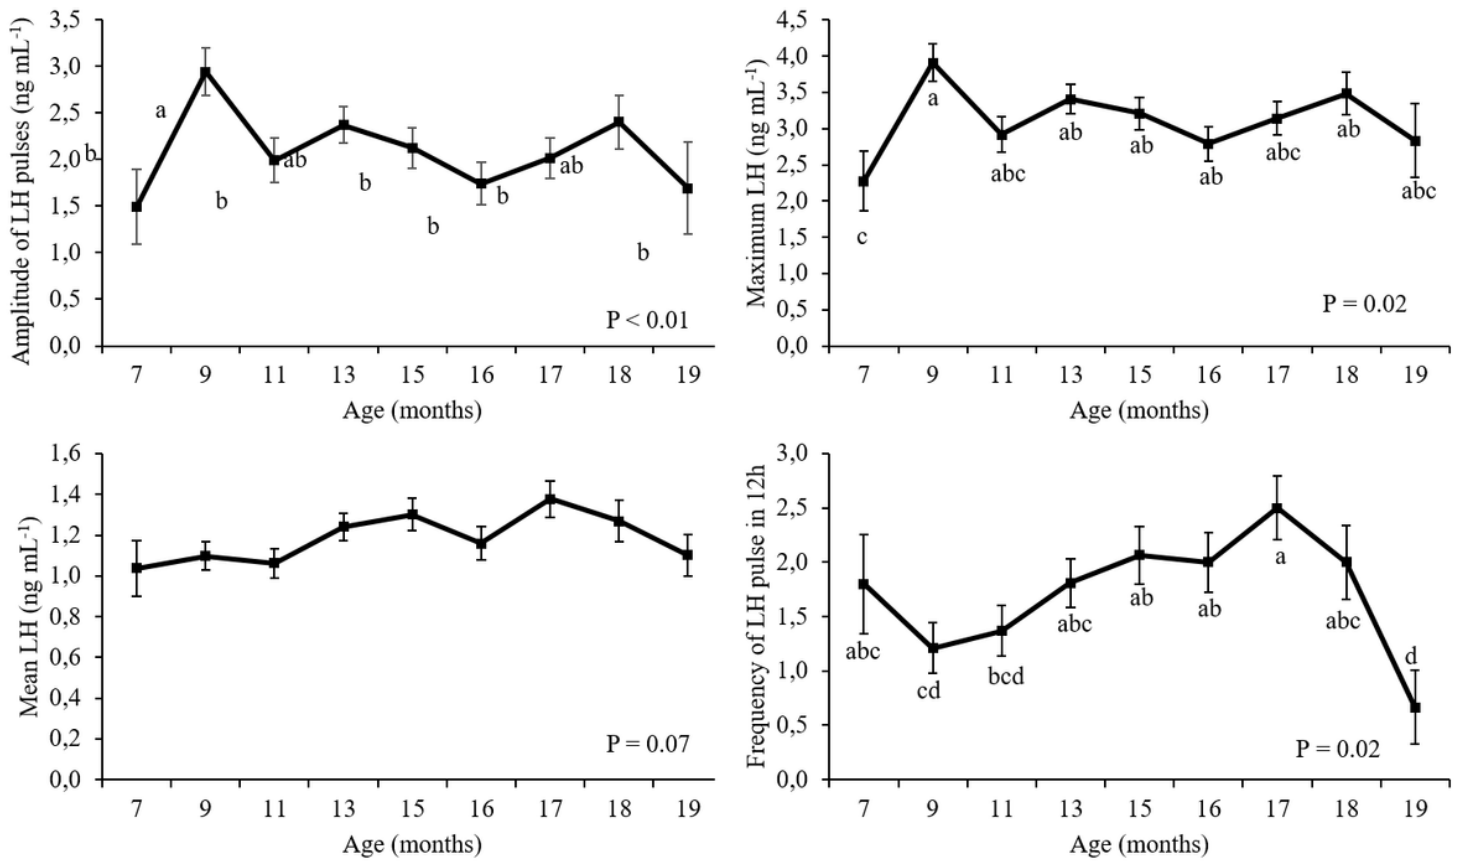 Amplitude of LH pulses (ng mL-1)
3,5
3,0
2,5
2,0
1,5
1,0
0,5
0,0
b
a
b
ab
b
b
b
ab
b
P < 0.01
7 9 11 13 15 16 17 18 19
Age (months)
Maximum LH (ng mL-1)
4,5
4,0
3,5
3,0
2,5
2,0
1,5
1,0
0,5
0,0
c
a
abc
ab
ab
ab
abc
ab
abc
P = 0.02
7 9 11 13 15 16 17 18 19
Age (months)
Mean LH (ng mL-1)
1,6
1,4
1,2
1,0
0,8
0,6
0,4
0,2
0,0
P = 0.07
7 9 11 13 15 16 17 18 19
Age (months)
Frequency of LH pulse in 12h
3,0
2,5
2,0
1,5
1,0
0,5
0,0
abc
cd
bcd
abc
ab
ab
a
abc
d
P = 0.02
7 9 11 13 15 16 17 18 19
Age (months)